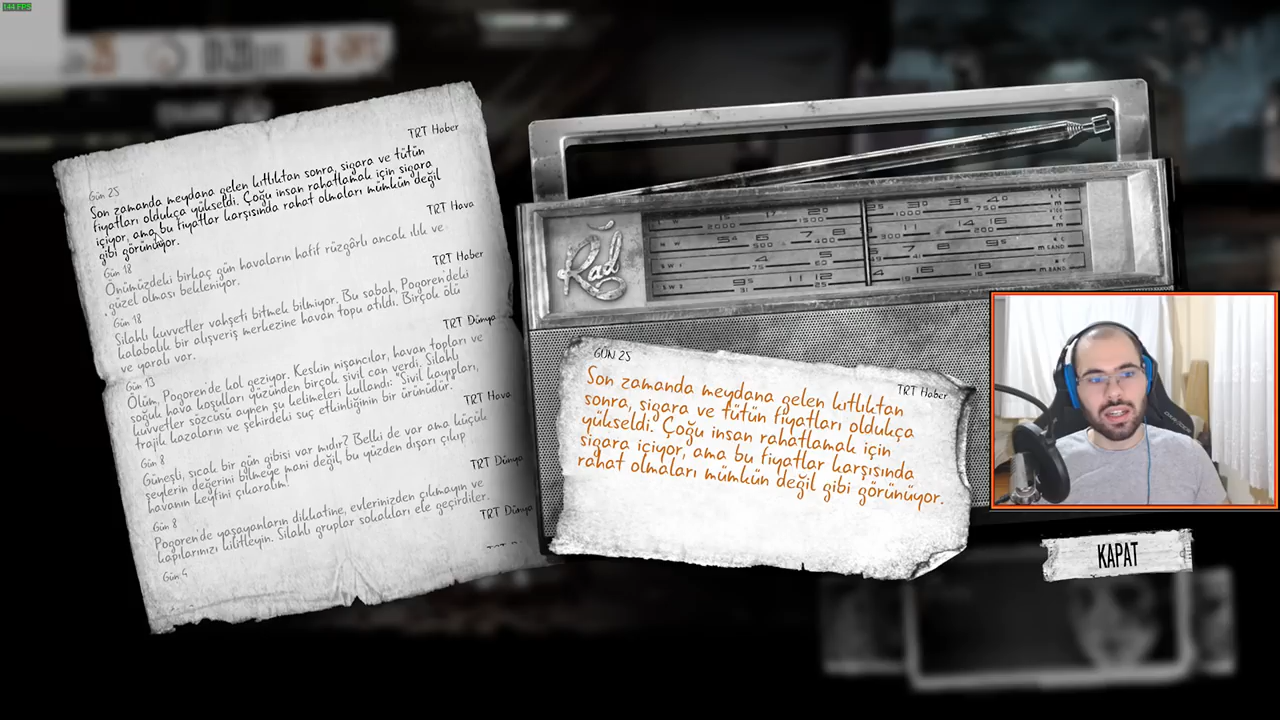 144 FPS
TRT Haber
Gün 25
Son zamanda meydana gelen kıtlıktan sonra, sigara ve tütün
fiyatları oldukça yükseldi. Çoğu insan rahatlamak için sigara
içiyor, ama bu fiyatlar karşısında rahat olmaları mümkün değil
gibi görünüyor.
TRT Hava
Gün 18
Önümüzdeki birkaç gün havaların hafif rüzgârlı ancak ılık ve
güzel olması bekleniyor.
TRT Haber
Gün 18
Silahlı kuvvetler vahşeti bitmek bilmiyor. Bu sabah, Pogoren'deki
kalabalık bir alışveriş merkezine havan topu atıldı. Birçok ölü
ve yaralı var.
TRT Dünya
Gün 13
Ölüm, Pogoren'de kol geziyor. Keskin nişancılar, havan topları ve
soğuk hava koşulları yüzünden birçok sivil can verdi. Silahlı
kuvvetler sözcüsü aynen şu kelimeleri kullandı: "Sivil kayıpları,
trajik kazaların ve şehirdeki suç etkinliğinin bir ürünüdür."
TRT Hava
Gün 8
Güneşli, sıcak bir gün gibisi var mıdır? Belki de var ama küçük
şeylerin değerini bilmeye mani değil, bu yüzden dışarı çıkıp
havanın keyfini çıkaralım!
TRT Dünya
Gün 8
Pogoren'de yaşayanların dikkatine, evlerinizden çıkmayın ve
kapılarınızı kilitleyin. Silahlı gruplar sokakları ele geçirdiler.
TRT Dünya
Gün 4
Rad
GÜN 25
TRT Haber
Son zamanda meydana gelen kıtlıktan
sonra, sigara ve tütün fiyatları oldukça
yükseldi. Çoğu insan rahatlamak için
sigara içiyor, ama bu fiyatlar karşısında
rahat olmaları mümkün değil gibi görünüyor.
KAPAT